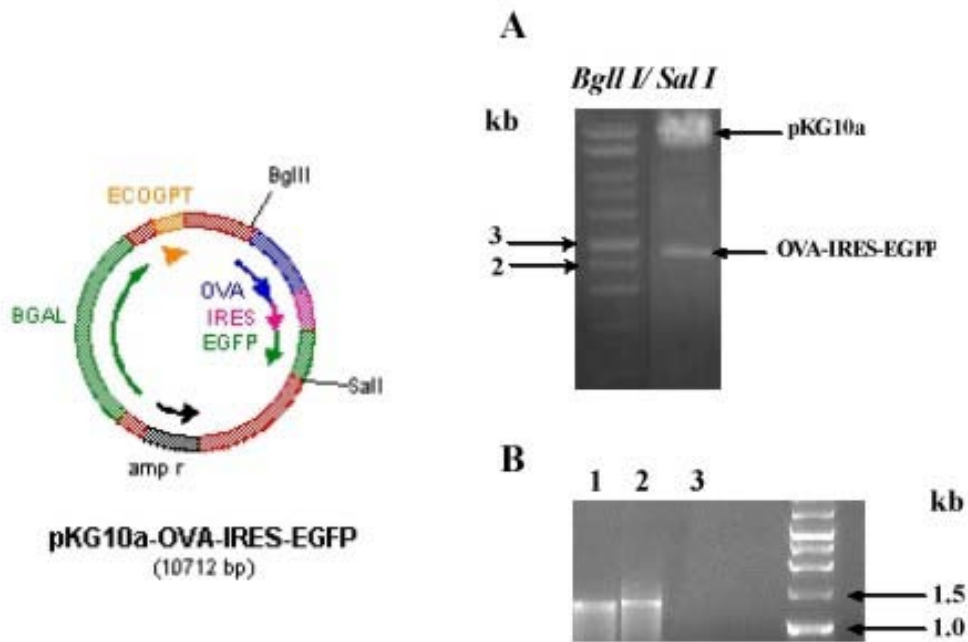 A
Bgll I/ Sal I
kb
pKG10a
3
2
OVA-IRES-EGFP
ECOGPT
BglII
OVA
IRES
EGFP
BGAL
SalI
amp r
pKG10a-OVA-IRES-EGFP
(10712 bp)
B
1 2 3
kb
1.5
1.0